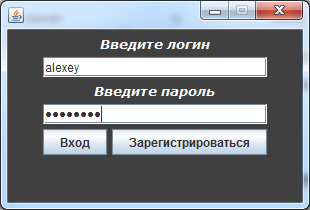 Введите логин
alexey
Введите пароль
●●●●●●●●
Вход Зарегистрироваться